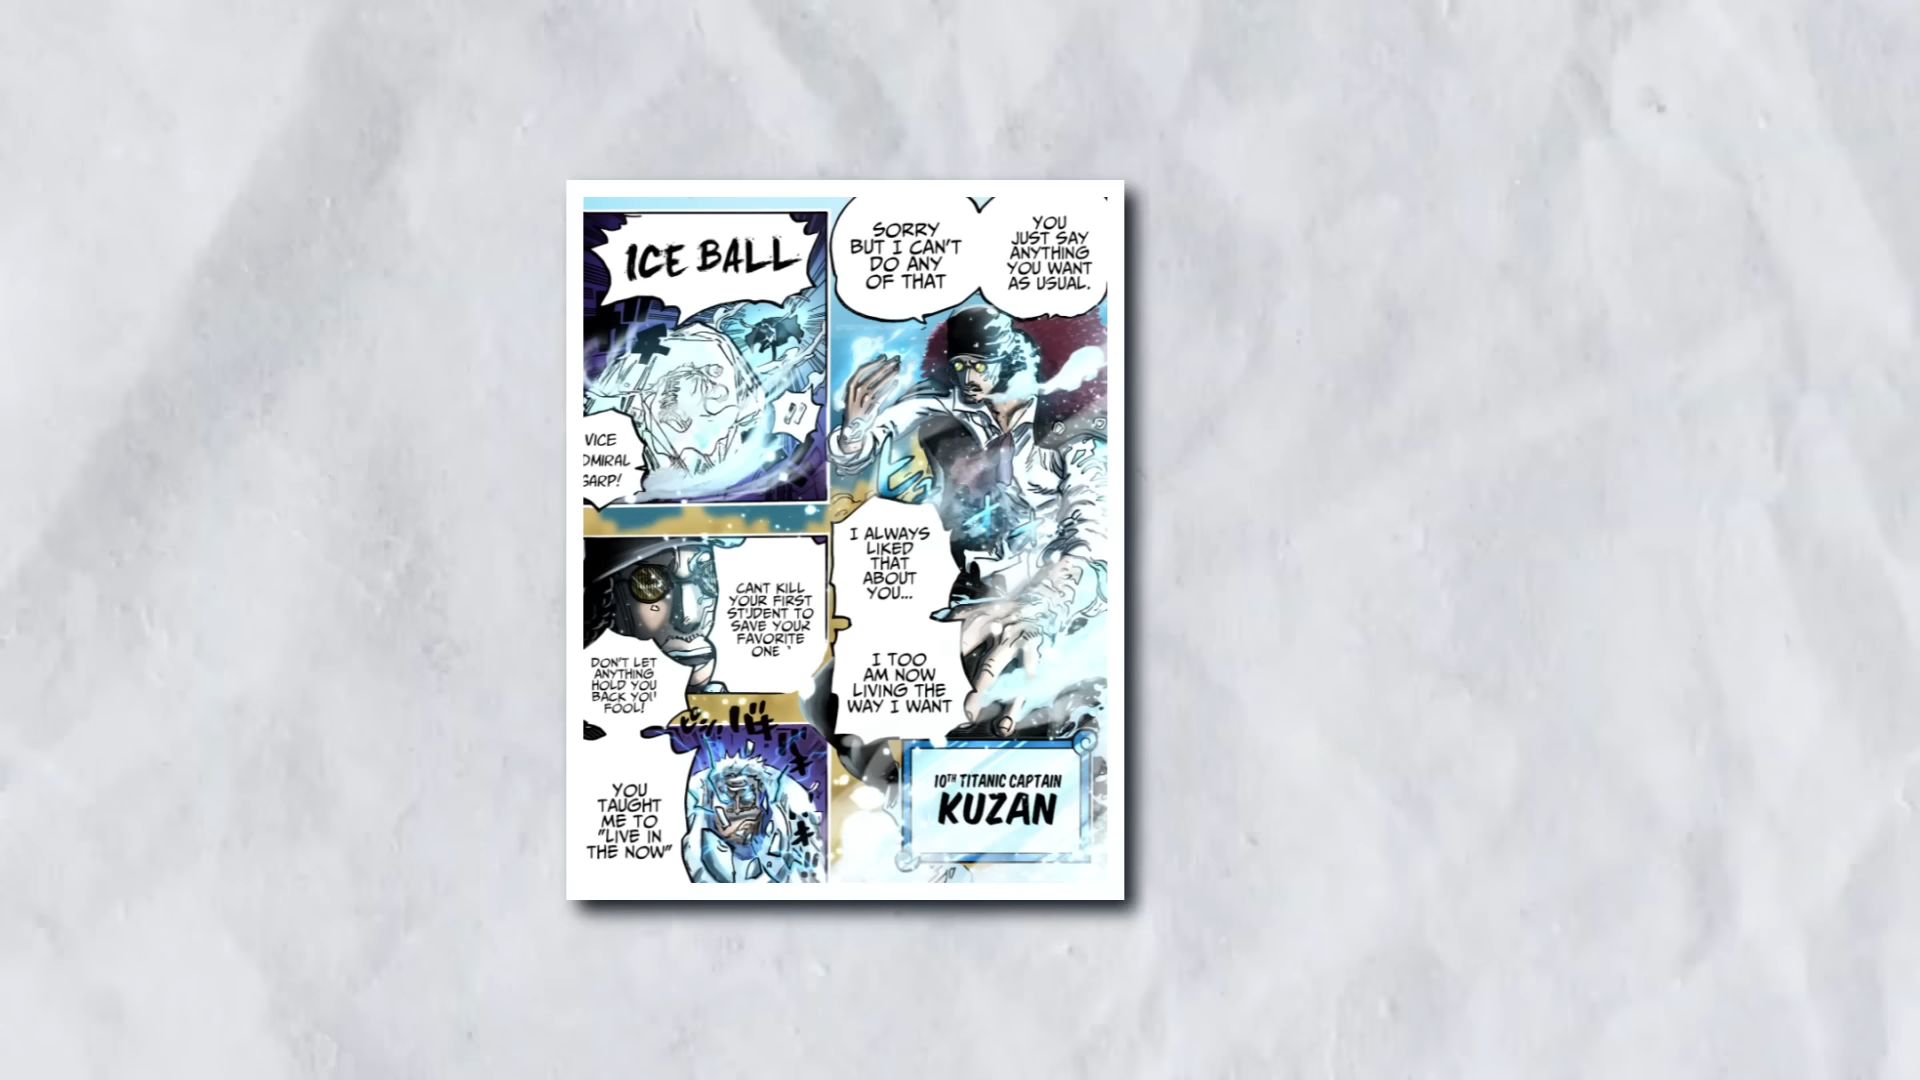 YOU
JUST SAY
ANYTHING
YOU WANT
AS USUAL.
SORRY
BUT I CAN'T
DO ANY
OF THAT
ICE BALL
!?
VICE
DMIRAL
GARP!
CANT KILL
YOUR FIRST
STUDENT TO
SAVE YOUR
FAVORITE
ONE
DON'T LET
ANYTHING
HOLD YOU
BACK YOU
FOOL!
YOU
TAUGHT
ME TO
"LIVE IN
THE NOW"
I ALWAYS
LIKED
THAT
ABOUT
YOU...
I TOO
AM NOW
LIVING THE
WAY I WANT
10TH TITANIC CAPTAIN
KUZAN